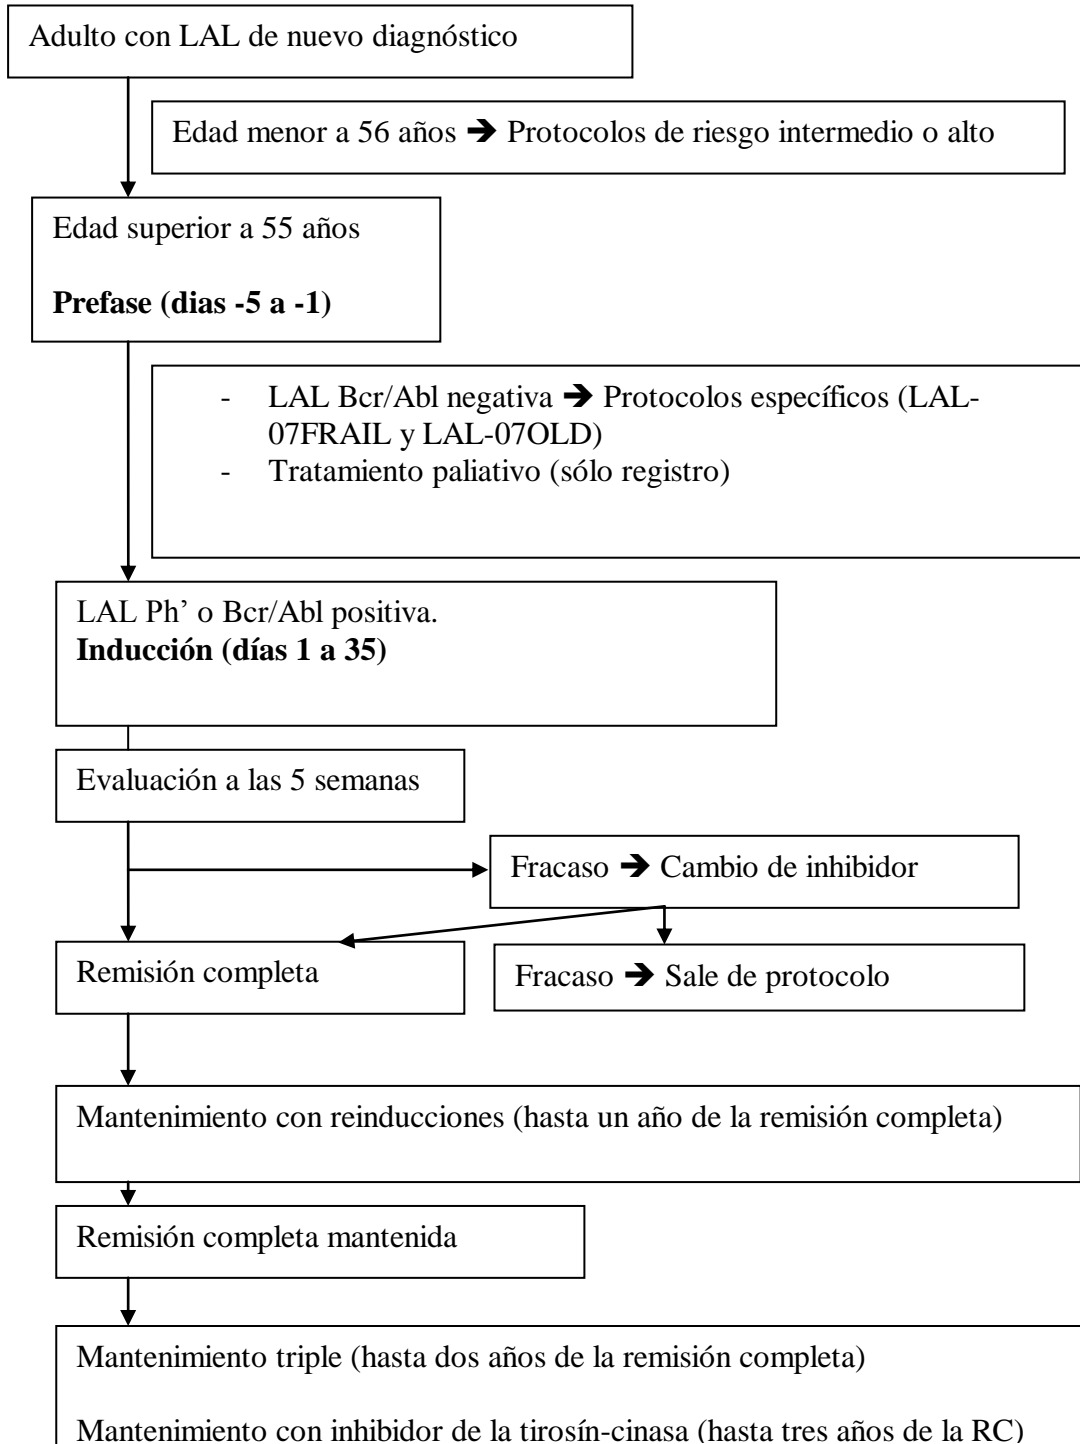 Adulto con LAL de nuevo diagnóstico
Edad menor a 56 años ➔ Protocolos de riesgo intermedio o alto
Edad superior a 55 años
Prefase (dias -5 a -1)
- LAL Bcr/Abl negativa ➔ Protocolos específicos (LAL-
07FRAIL y LAL-07OLD)
- Tratamiento paliativo (sólo registro)
LAL Ph’ o Bcr/Abl positiva.
Inducción (días 1 a 35)
Evaluación a las 5 semanas
Fracaso ➔ Cambio de inhibidor
Remisión completa
Fracaso ➔ Sale de protocolo
Mantenimiento con reinducciones (hasta un año de la remisión completa)
Remisión completa mantenida
Mantenimiento triple (hasta dos años de la remisión completa)
Mantenimiento con inhibidor de la tirosín-cinasa (hasta tres años de la RC)